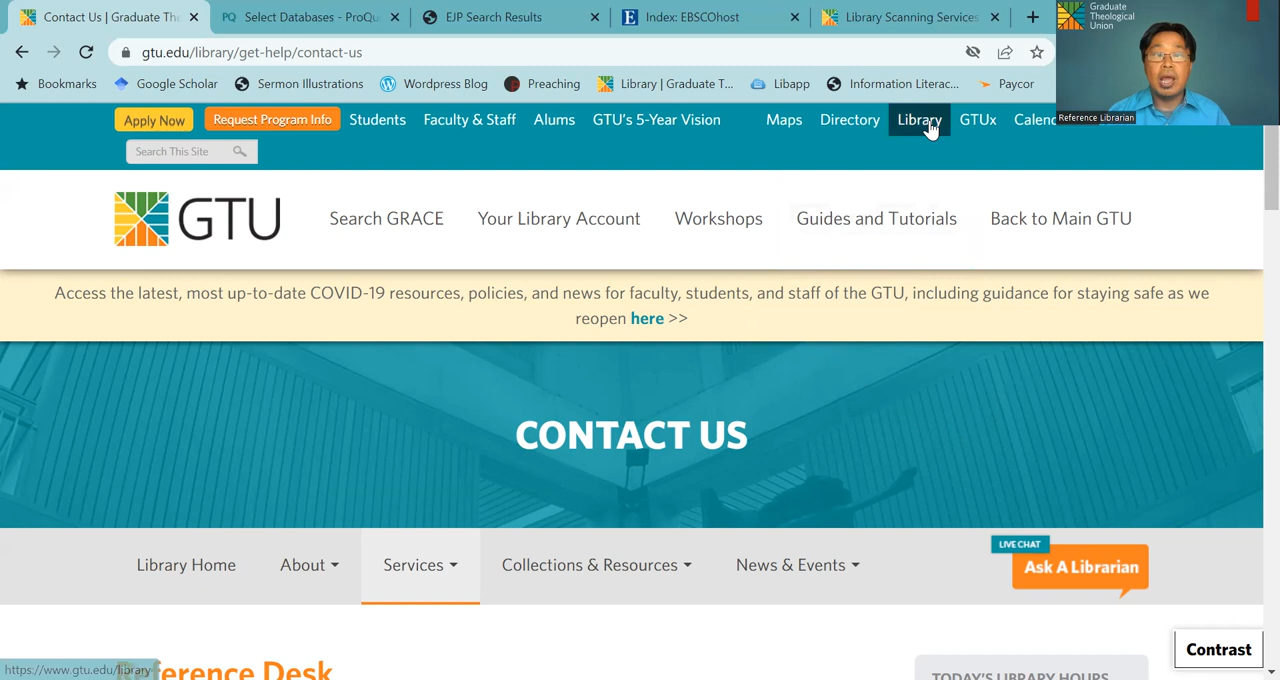 Contact Us | Graduate The
Select Databases - ProQu
EJP Search Results
Index: EBSCOhost
Library Scanning Services
gtu.edu/library/get-help/contact-us
Bookmarks
Google Scholar
Sermon Illustrations
Wordpress Blog
Preaching
Library | Graduate T...
Libapp
Information Literac...
Paycor
Graduate
Theological
Union
Reference Librarian
Apply Now
Request Program Info
Students
Faculty & Staff
Alums
GTU's 5-Year Vision
Maps
Directory
Library
GTUx
Calend
Search This Site
GTU
Search GRACE
Your Library Account
Workshops
Guides and Tutorials
Back to Main GTU
Access the latest, most up-to-date COVID-19 resources, policies, and news for faculty, students, and staff of the GTU, including guidance for staying safe as we
reopen here >>
CONTACT US
Library Home
About
Services
Collections & Resources
News & Events
LIVE CHAT
Ask A Librarian
Contrast
https://www.gtu.edu/library
eference Desk
TODAY'S LIBRARY HOURS